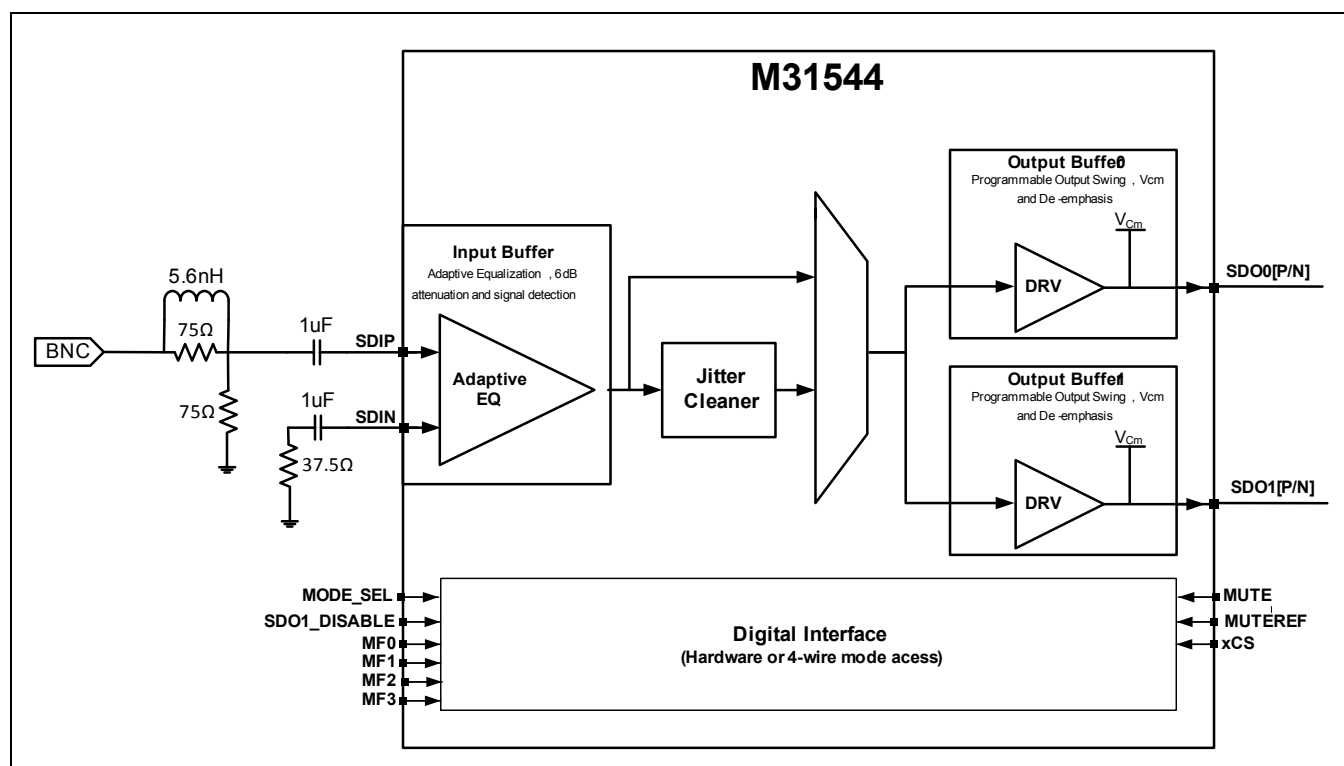 M31544
Output Buffer0
Programmable Output Swing , Vcm
and De -emphasis
VCm
DRV
SDO0[P/N]
Input Buffer
Adaptive Equalization , 6dB
attenuation and signal detection
5.6nH
75Ω
1uF
SDIP
BNC
Adaptive
EQ
Jitter
Cleaner
75Ω
1uF
SDIN
37.5Ω
Output Buffer1
Programmable Output Swing , Vcm
and De -emphasis
VCm
DRV
SDO1[P/N]
MODE_SEL
SDO1_DISABLE
MF0
MF1
MF2
MF3
Digital Interface
(Hardware or 4-wire mode acess)
MUTE
MUTEREF
xCS